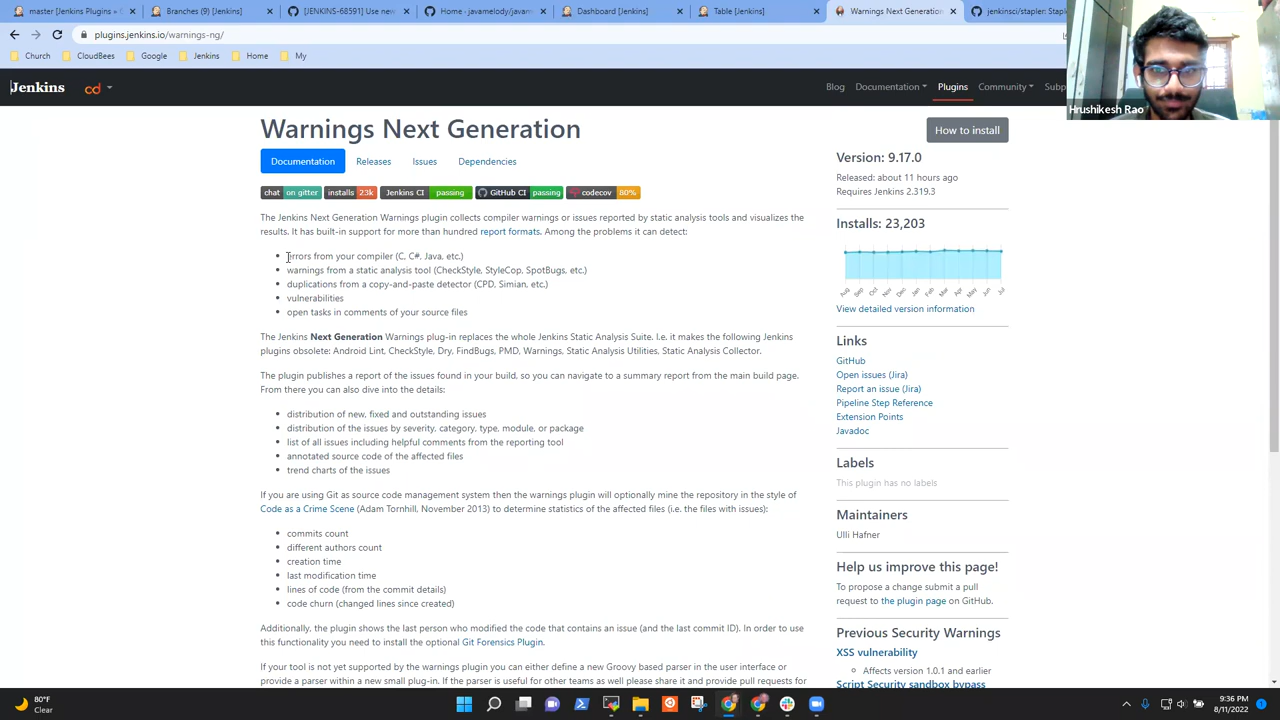 master [Jenkins Plugins » C
Branches (9) [Jenkins]
Documentation [Jenkins]
[JENKINS-68591] Use new
Home · javamelody/javam
Dashboard [Jenkins]
Table [Jenkins]
Warnings Next Generation
jenkinsci/stapler: Stapl
plugins.jenkins.io/warnings-ng/
Church
CloudBees
Google
Jenkins
Home
My
Jenkins
cd
Blog
Documentation
Plugins
Community
Subp
Hrushikesh Rao
Warnings Next Generation
How to install
Documentation
Releases
Issues
Dependencies
chat on gitter
installs 23k
Jenkins CI passing
GitHub CI passing
codecov 80%
The Jenkins Next Generation Warnings plugin collects compiler warnings or issues reported by static analysis tools and visualizes the
results. It has built-in support for more than hundred report formats. Among the problems it can detect:
errors from your compiler (C, C#, Java, etc.)
warnings from a static analysis tool (CheckStyle, StyleCop, SpotBugs, etc.)
duplications from a copy-and-paste detector (CPD, Simian, etc.)
vulnerabilities
open tasks in comments of your source files
The Jenkins Next Generation Warnings plug-in replaces the whole Jenkins Static Analysis Suite. I.e. it makes the following Jenkins
plugins obsolete: Android Lint, CheckStyle, Dry, FindBugs, PMD, Warnings, Static Analysis Utilities, Static Analysis Collector.
The plugin publishes a report of the issues found in your build, so you can navigate to a summary report from the main build page.
From there you can also dive into the details:
distribution of new, fixed and outstanding issues
distribution of the issues by severity, category, type, module, or package
list of all issues including helpful comments from the reporting tool
annotated source code of the affected files
trend charts of the issues
If you are using Git as source code management system then the warnings plugin will optionally mine the repository in the style of
Code as a Crime Scene (Adam Tornhill, November 2013) to determine statistics of the affected files (i.e. the files with issues):
commits count
different authors count
creation time
last modification time
lines of code (from the commit details)
code churn (changed lines since created)
Additionally, the plugin shows the last person who modified the code that contains an issue (and the last commit ID). In order to use
this functionality you need to install the optional Git Forensics Plugin.
If your tool is not yet supported by the warnings plugin you can either define a new Groovy based parser in the user interface or
provide a parser within a new small plug-in. If the parser is useful for other teams as well please share it and provide pull requests for
Version: 9.17.0
Released: about 11 hours ago
Requires Jenkins 2.319.3
Installs: 23,203
Aug
Sep
Oct
Nov
Dec
Jan
Feb
Mar
Apr
May
Jun
Jul
View detailed version information
Links
GitHub
Open issues (Jira)
Report an issue (Jira)
Pipeline Step Reference
Extension Points
Javadoc
Labels
This plugin has no labels
Maintainers
Ulli Hafner
Help us improve this page!
To propose a change submit a pull
request to the plugin page on GitHub.
Previous Security Warnings
XSS vulnerability
Affects version 1.0.1 and earlier
Script Security sandbox bypass
80°F
Clear
9:36 PM
8/11/2022